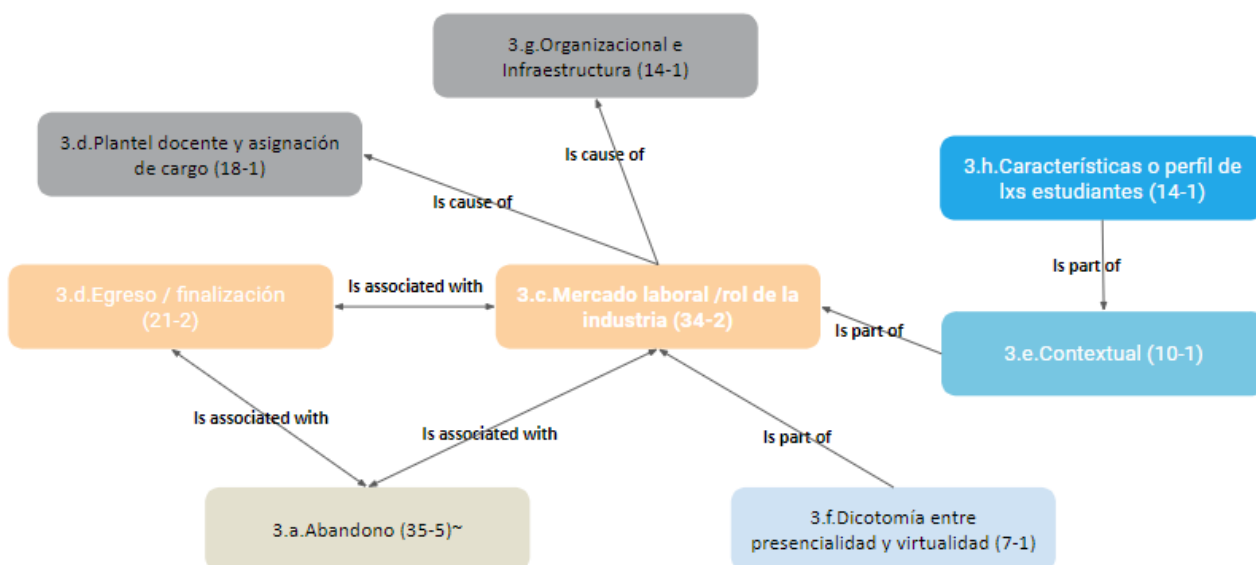 3.g.Organizacional e
Infraestructura (14-1)
3.d.Plantel docente y asignación
de cargo (18-1)
Is cause of
Is cause of
3.h.Características o perfil de
lxs estudiantes (14-1)
Is part of
3.d.Egreso / finalización
(21-2)
Is associated with
3.c.Mercado laboral /rol de la
industria (34-2)
Is part of
3.e.Contextual (10-1)
Is associated with
Is associated with
Is part of
3.a.Abandono (35-5)~
3.f.Dicotomía entre
presencialidad y virtualidad (7-1)